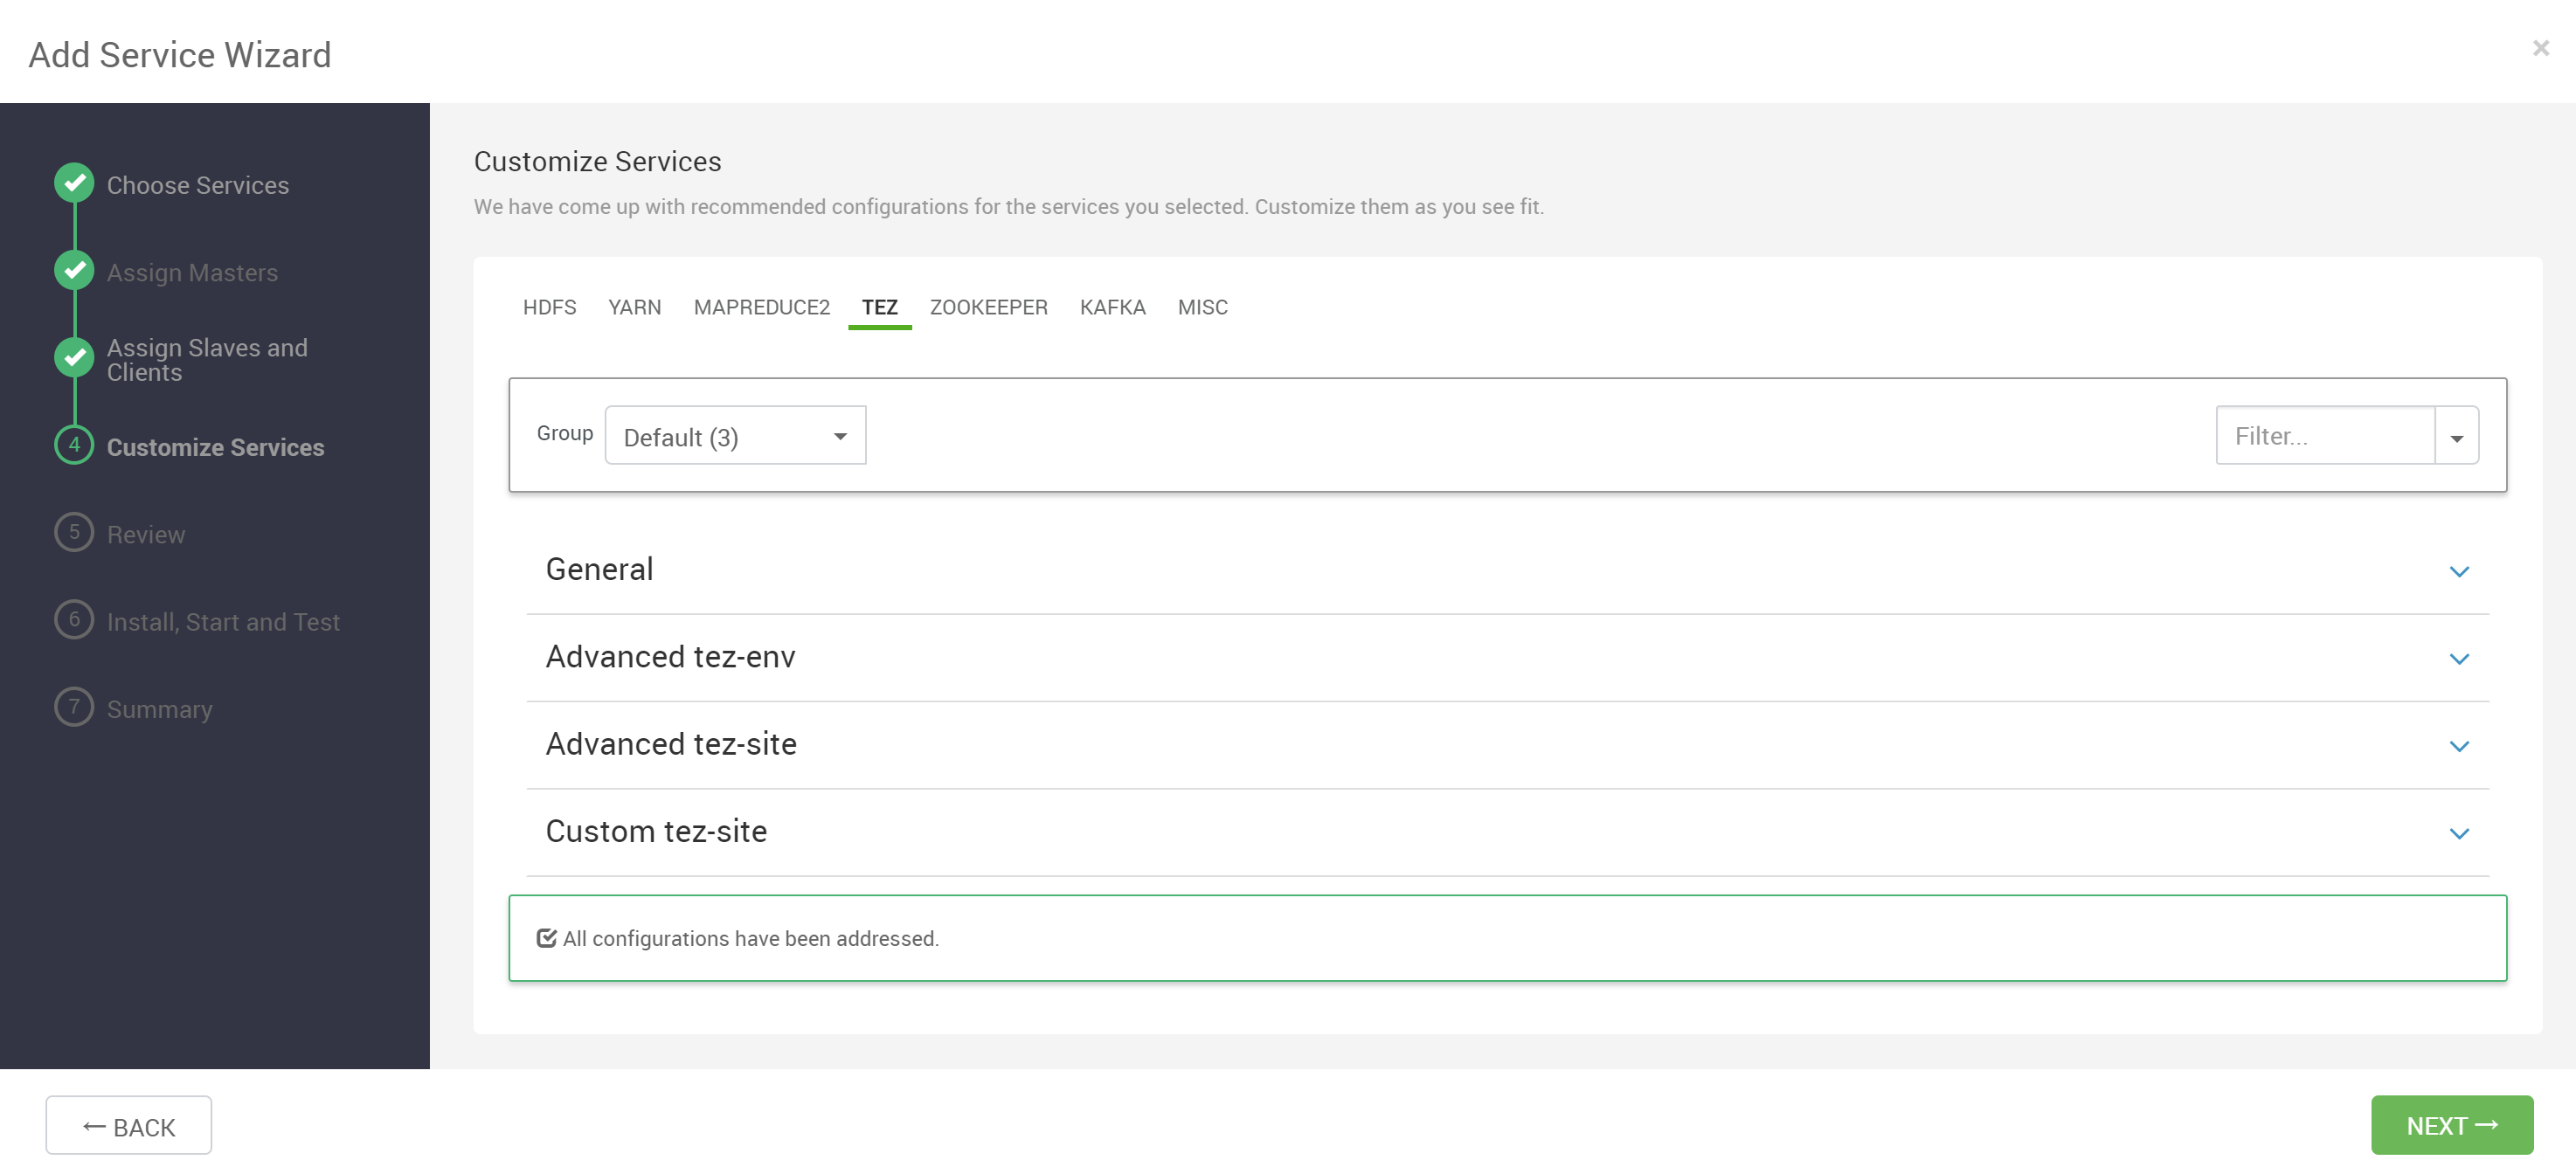 Add Service Wizard
×
Choose Services
Assign Masters
Assign Slaves and
Clients
4 Customize Services
5 Review
6 Install, Start and Test
7 Summary
Customize Services
We have come up with recommended configurations for the services you selected. Customize them as you see fit.
HDFS YARN MAPREDUCE2 TEZ ZOOKEEPER KAFKA MISC
Group Default (3) Filter...
General
Advanced tez-env
Advanced tez-site
Custom tez-site
All configurations have been addressed.
← BACK NEXT →